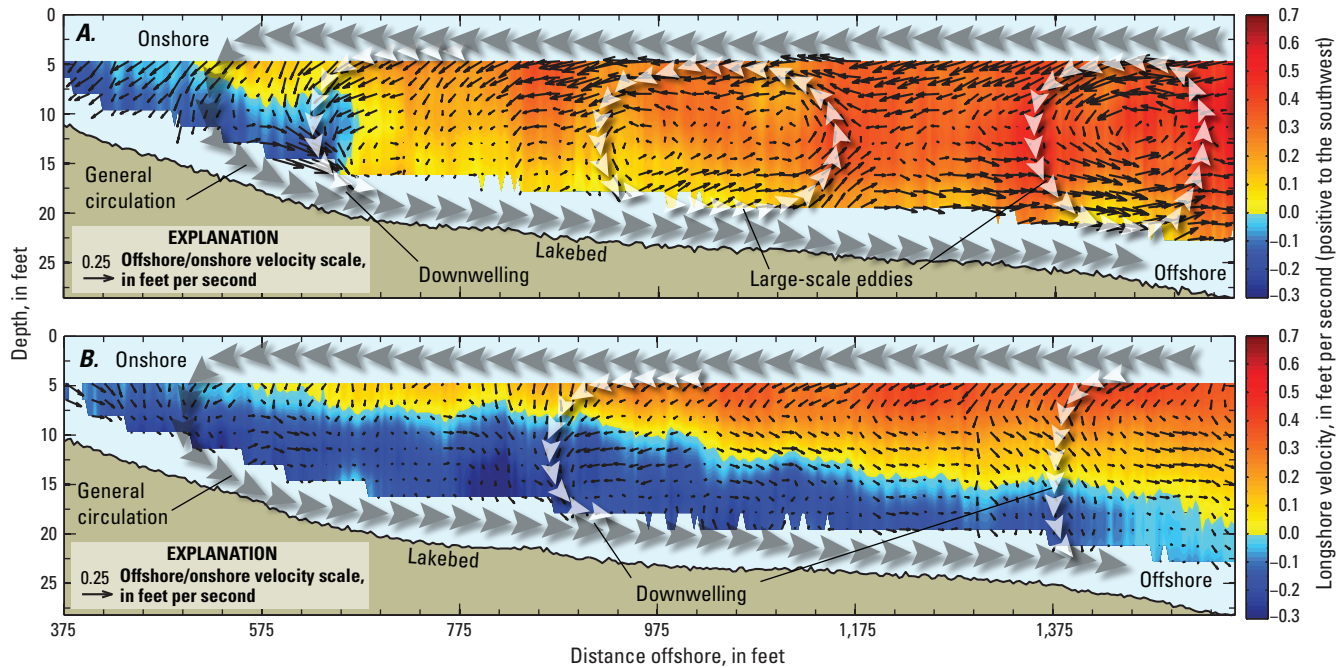 A.
Onshore
General
circulation
EXPLANATION
0.25 Offshore/onshore velocity scale,
in feet per second
Downwelling
Lakebed
Large-scale eddies
Offshore
0
5
10
15
20
25
0.7
0.6
0.5
0.4
0.3
0.2
0.1
0.0
−0.1
−0.2
−0.3
B.
Onshore
General
circulation
EXPLANATION
0.25 Offshore/onshore velocity scale,
in feet per second
Lakebed
Downwelling
Offshore
0
5
10
15
20
25
0.7
0.6
0.5
0.4
0.3
0.2
0.1
0.0
−0.1
−0.2
−0.3
Depth, in feet
Longshore velocity, in feet per second (positive to the southwest)
375 575 775 975 1,175 1,375
Distance offshore, in feet